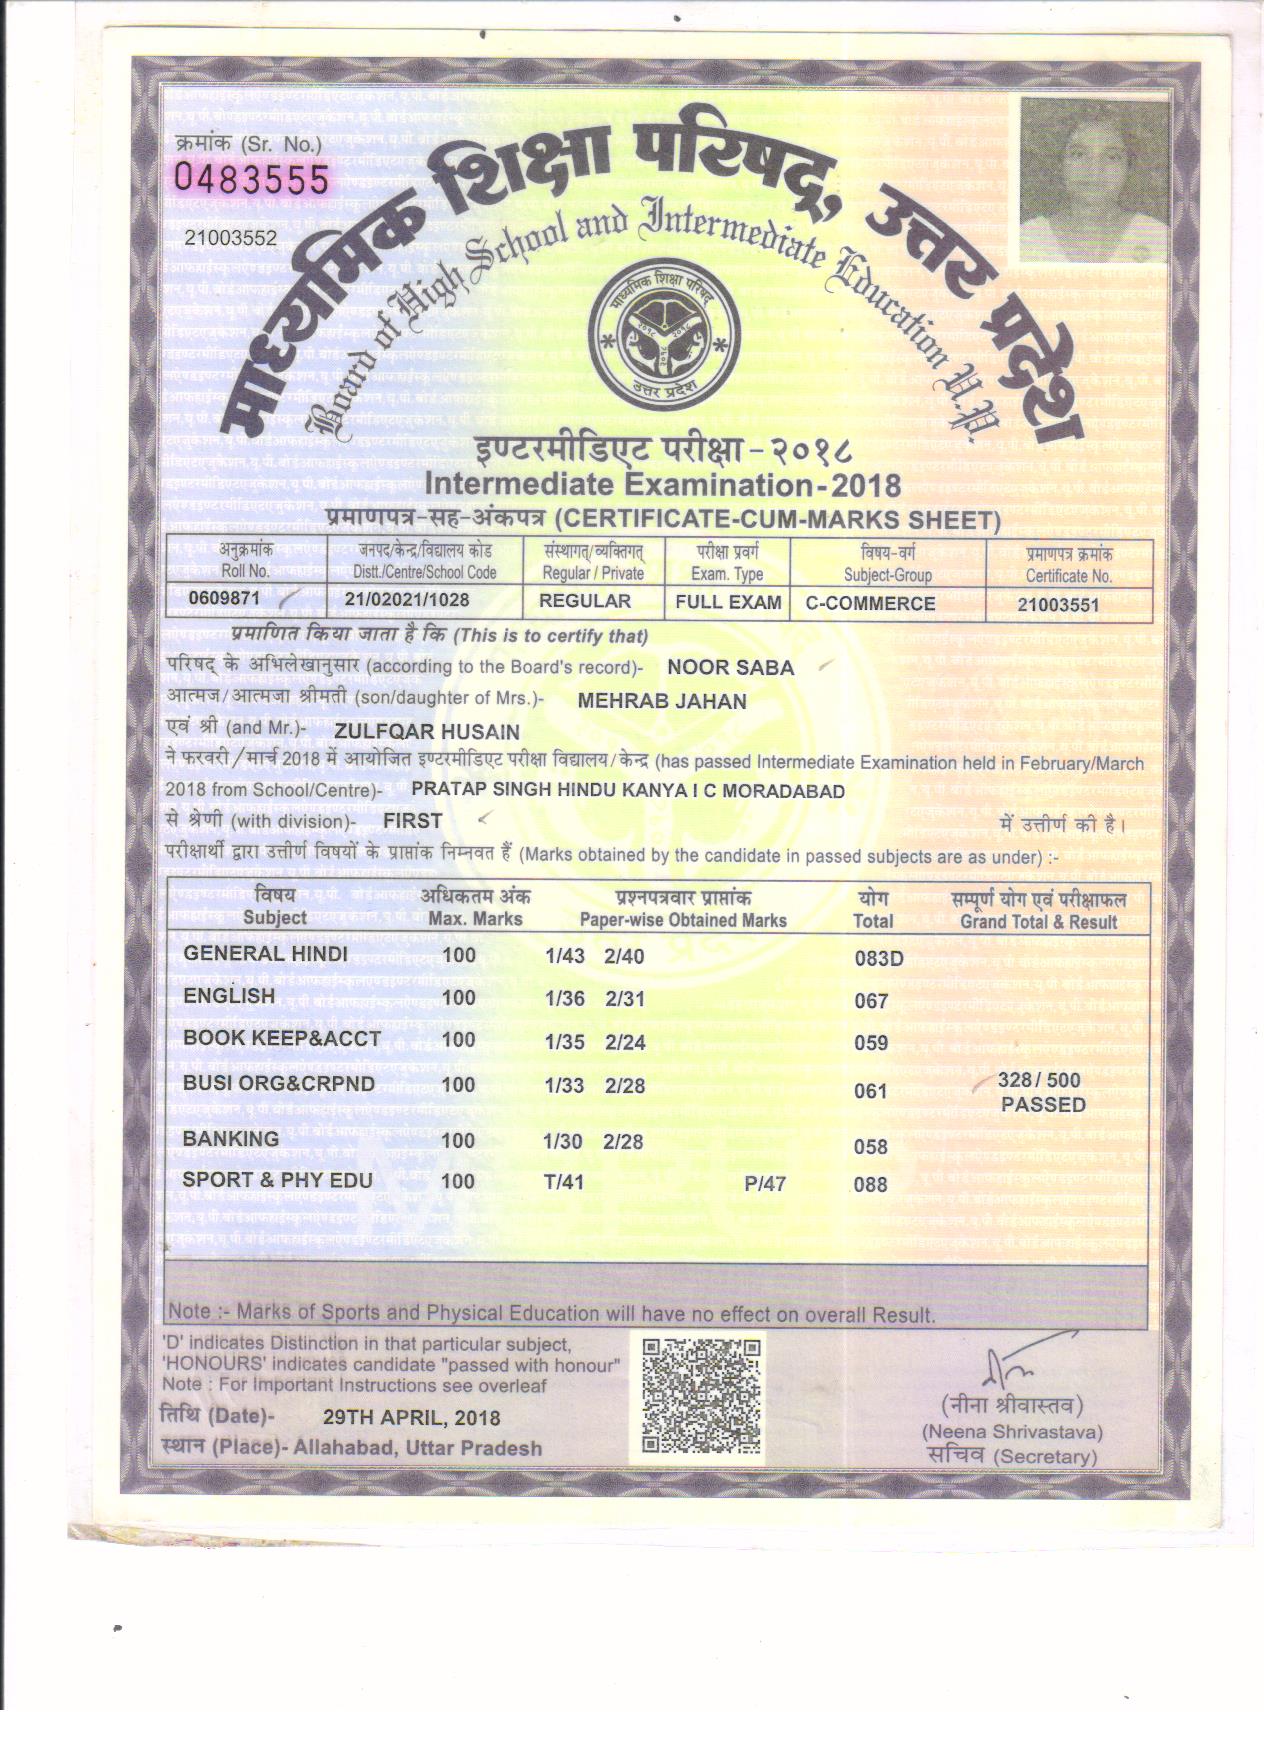 क्रमांक (Sr. No.)
0483555
21003552
माध्यमिक शिक्षा परिषद्, उत्तर प्रदेश
Board of High School and Intermediate Education U.P.
माध्यमिक शिक्षा परिषद्
२०१८ २०१८
२०१८
उत्तर प्रदेश
इण्टरमीडिएट परीक्षा - २०१८
Intermediate Examination - 2018
प्रमाणपत्र-सह-अंकपत्र (CERTIFICATE-CUM-MARKS SHEET)
अनुक्रमांक जनपद/केन्द्र/विद्यालय कोड संस्थागत्/व्यक्तिगत् परीक्षा प्रवर्ग विषय-वर्ग प्रमाणपत्र क्रमांक
Roll No. Distt./Centre/School Code Regular / Private Exam. Type Subject-Group Certificate No.
0609871 21/02021/1028 REGULAR FULL EXAM C-COMMERCE 21003551
प्रमाणित किया जाता है कि (This is to certify that)
परिषद् के अभिलेखानुसार (according to the Board's record)- NOOR SABA
आत्मज/आत्मजा श्रीमती (son/daughter of Mrs.)- MEHRAB JAHAN
एवं श्री (and Mr.)- ZULFQAR HUSAIN
ने फरवरी/मार्च 2018 में आयोजित इण्टरमीडिएट परीक्षा विद्यालय/केन्द्र (has passed Intermediate Examination held in February/March
2018 from School/Centre)- PRATAP SINGH HINDU KANYA I C MORADABAD
से श्रेणी (with division)- FIRST में उत्तीर्ण की है।
परीक्षार्थी द्वारा उत्तीर्ण विषयों के प्राप्तांक निम्नवत हैं (Marks obtained by the candidate in passed subjects are as under) :-
विषय अधिकतम अंक प्रश्नपत्रवार प्राप्तांक योग सम्पूर्ण योग एवं परीक्षाफल
Subject Max. Marks Paper-wise Obtained Marks Total Grand Total & Result
GENERAL HINDI 100 1/43 2/40 083D
ENGLISH 100 1/36 2/31 067
BOOK KEEP&ACCT 100 1/35 2/24 059
BUSI ORG&CRPND 100 1/33 2/28 061 328/ 500
PASSED
BANKING 100 1/30 2/28 058
SPORT & PHY EDU 100 T/41 P/47 088
Note :- Marks of Sports and Physical Education will have no effect on overall Result.
'D' indicates Distinction in that particular subject,
'HONOURS' indicates candidate "passed with honour"
Note : For Important Instructions see overleaf
तिथि (Date)- 29TH APRIL, 2018
स्थान (Place)- Allahabad, Uttar Pradesh
(नीना श्रीवास्तव)
(Neena Shrivastava)
सचिव (Secretary)